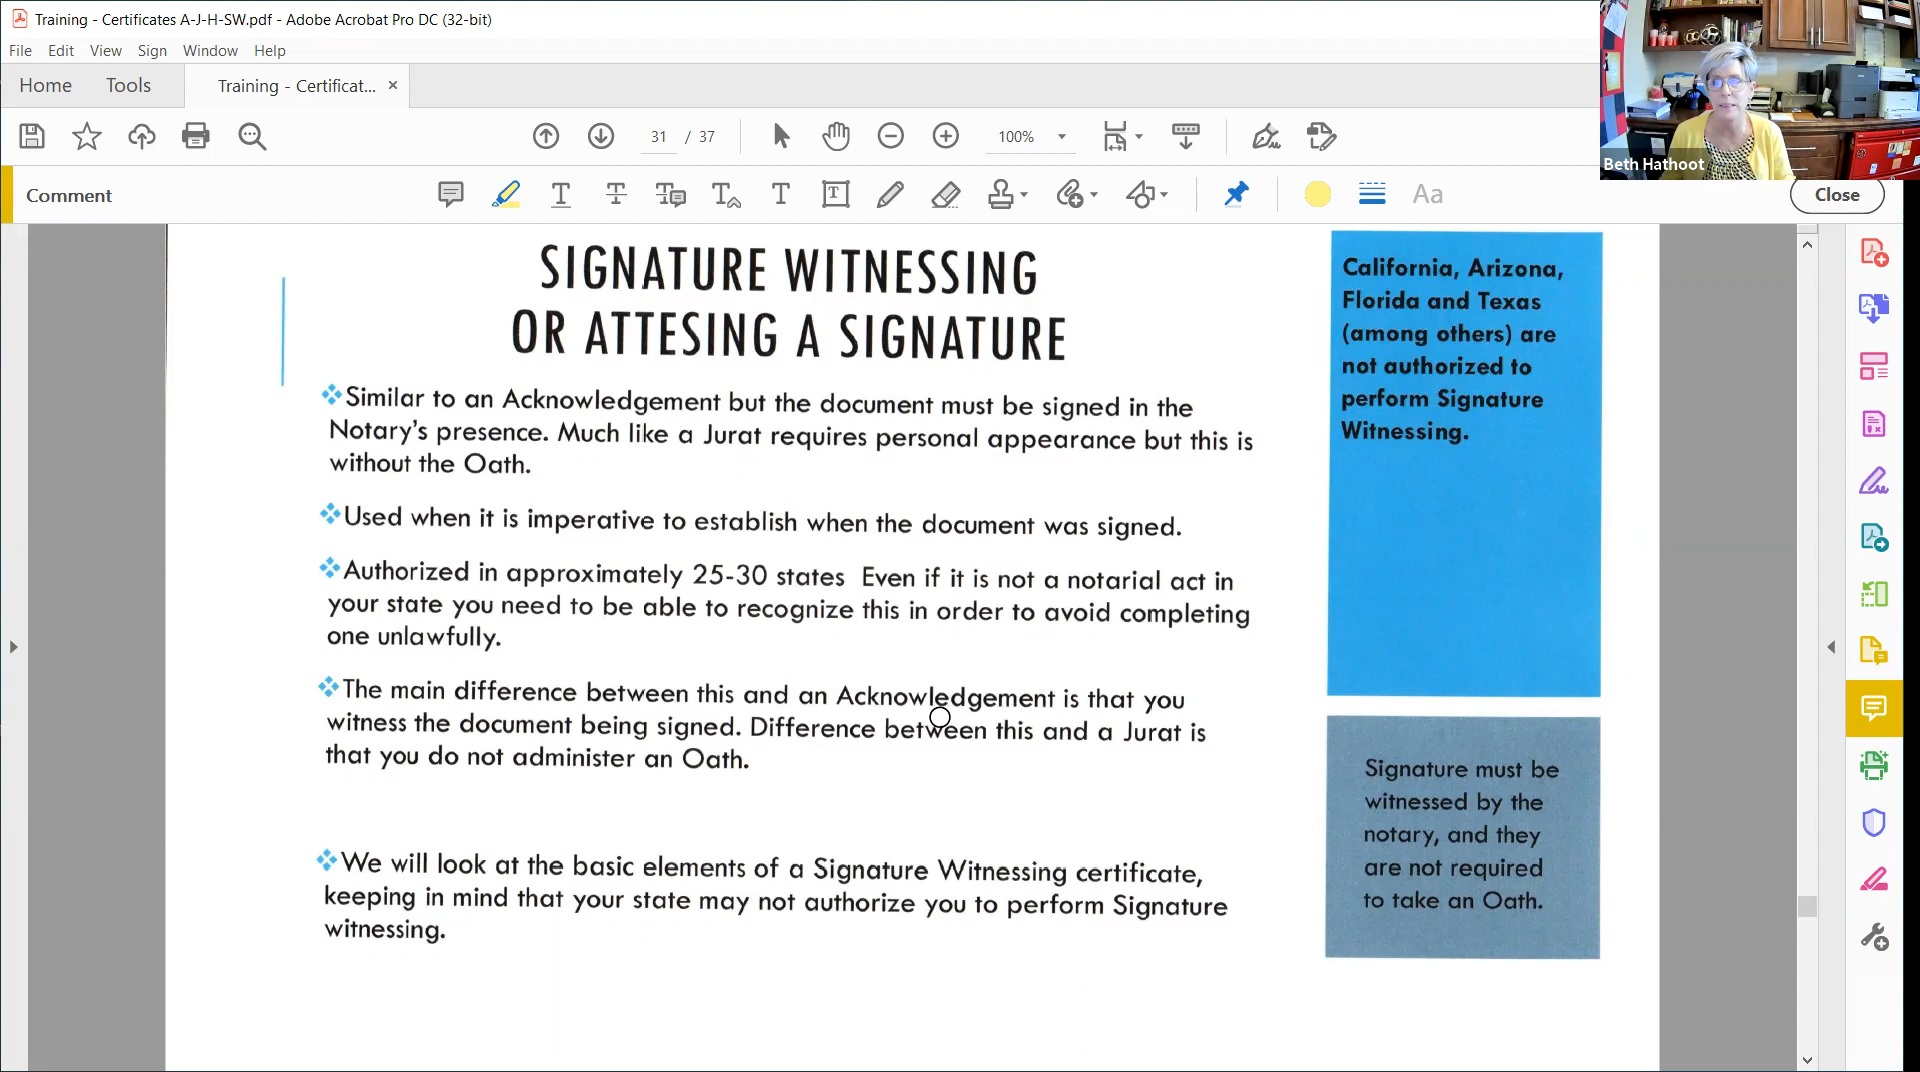 Training - Certificates A-J-H-SW.pdf - Adobe Acrobat Pro DC (32-bit)
File Edit View Sign Window Help
Home Tools Training - Certificat... ×
31 / 37 100%
Beth Hathoot
Comment
T T T T T T Aa
Close
SIGNATURE WITNESSING
OR ATTESING A SIGNATURE
Similar to an Acknowledgement but the document must be signed in the
Notary's presence. Much like a Jurat requires personal appearance but this is
without the Oath.
Used when it is imperative to establish when the document was signed.
Authorized in approximately 25-30 states Even if it is not a notarial act in
your state you need to be able to recognize this in order to avoid completing
one unlawfully.
The main difference between this and an Acknowledgement is that you
witness the document being signed. Difference between this and a Jurat is
that you do not administer an Oath.
We will look at the basic elements of a Signature Witnessing certificate,
keeping in mind that your state may not authorize you to perform Signature
witnessing.
California, Arizona,
Florida and Texas
(among others) are
not authorized to
perform Signature
Witnessing.
Signature must be
witnessed by the
notary, and they
are not required
to take an Oath.